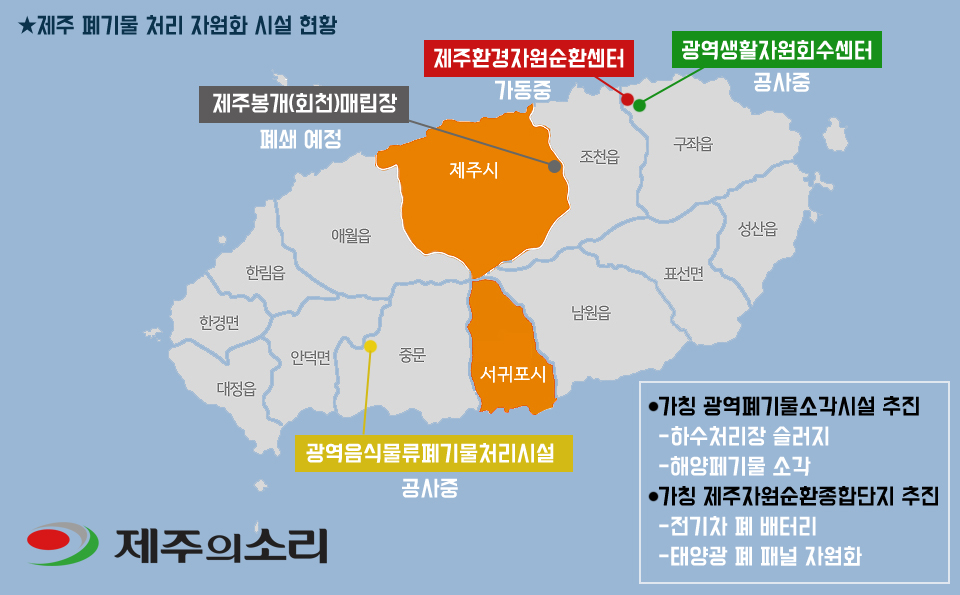 ★제주 폐기물 처리 자원화 시설 현황
제주환경자원순환센터
가동중
광역생활자원회수센터
공사중
제주봉개(회천)매립장
폐쇄 예정
제주시
조천읍
구좌읍
애월읍
성산읍
한림읍
표선면
한경면
남원읍
안덕면
중문
대정읍
서귀포시
광역음식물류폐기물처리시설
공사중
●가칭 광역폐기물소각시설 추진
-하수처리장 슬러지
-해양폐기물 소각
●가칭 제주자원순환종합단지 추진
-전기차 폐 배터리
-태양광 폐 패널 자원화
제주의소리